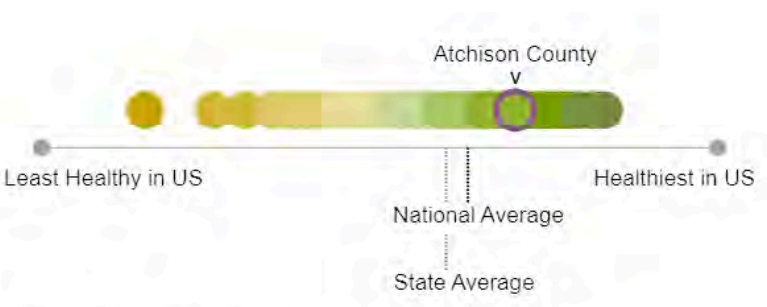 Atchison County
v
Least Healthy in US
Healthiest in US
National Average
State Average